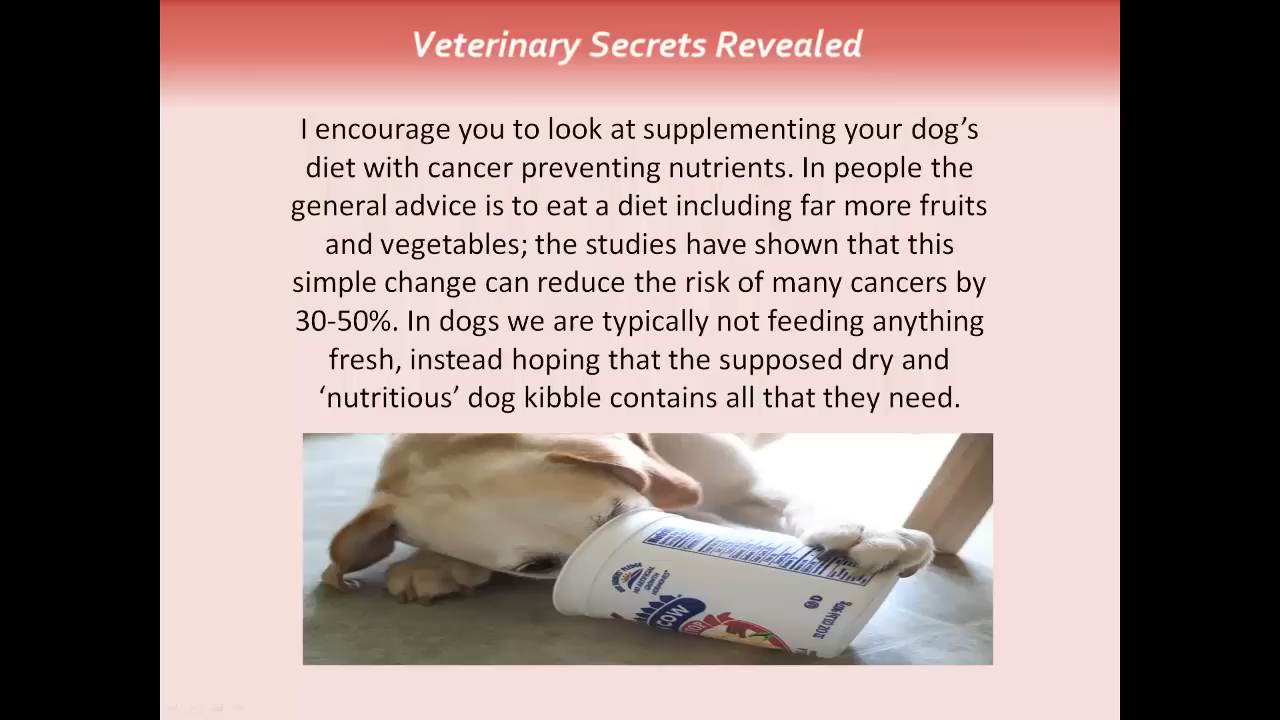 Veterinary Secrets Revealed
I encourage you to look at supplementing your dog’s
diet with cancer preventing nutrients. In people the
general advice is to eat a diet including far more fruits
and vegetables; the studies have shown that this
simple change can reduce the risk of many cancers by
30-50%. In dogs we are typically not feeding anything
fresh, instead hoping that the supposed dry and
‘nutritious’ dog kibble contains all that they need.
COW